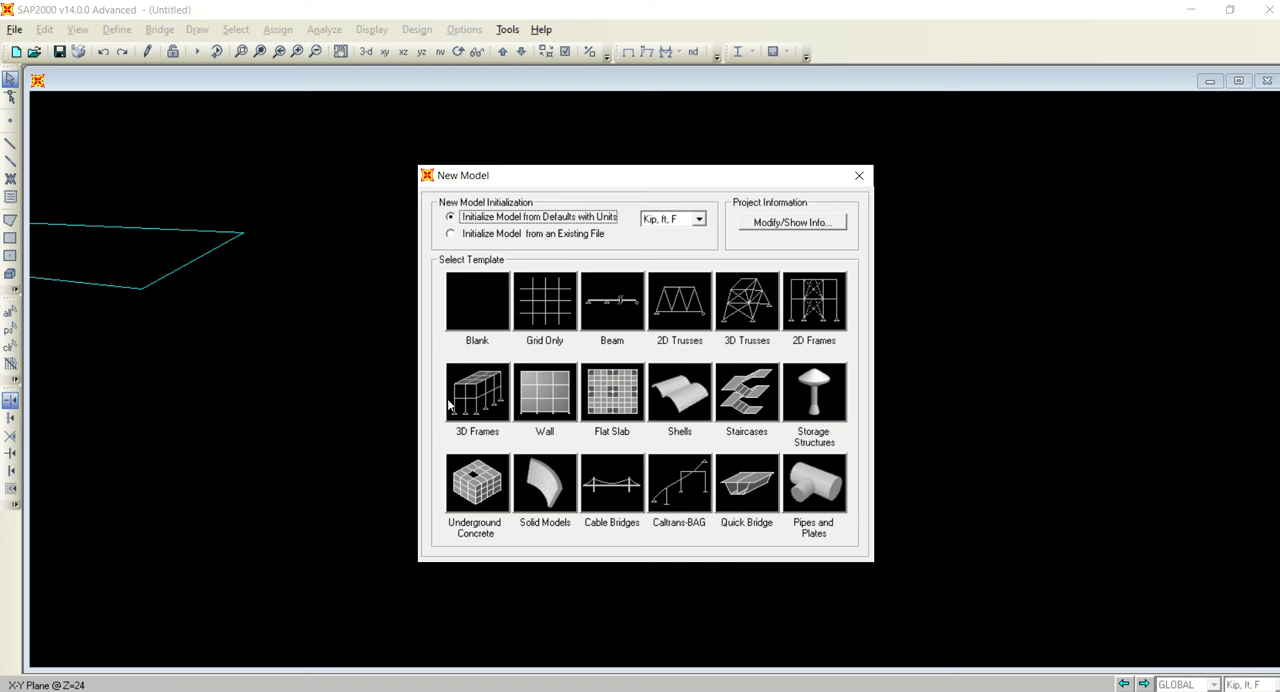 SAP2000 v14.0.0 Advanced - (Untitled)
File Edit View Define Bridge Draw Select Assign Analyze Display Design Options Tools Help
3-d xy xz yz nv nd
New Model
New Model Initialization
Initialize Model from Defaults with Units
Kip, ft, F
Initialize Model from an Existing File
Project Information
Modify/Show Info...
Select Template
Blank
Grid Only
Beam
2D Trusses
3D Trusses
2D Frames
3D Frames
Wall
Flat Slab
Shells
Staircases
Storage
Structures
Underground
Concrete
Solid Models
Cable Bridges
Caltrans-BAG
Quick Bridge
Pipes and
Plates
all
ps
clr
X-Y Plane @ Z=24
GLOBAL
Kip, ft, F